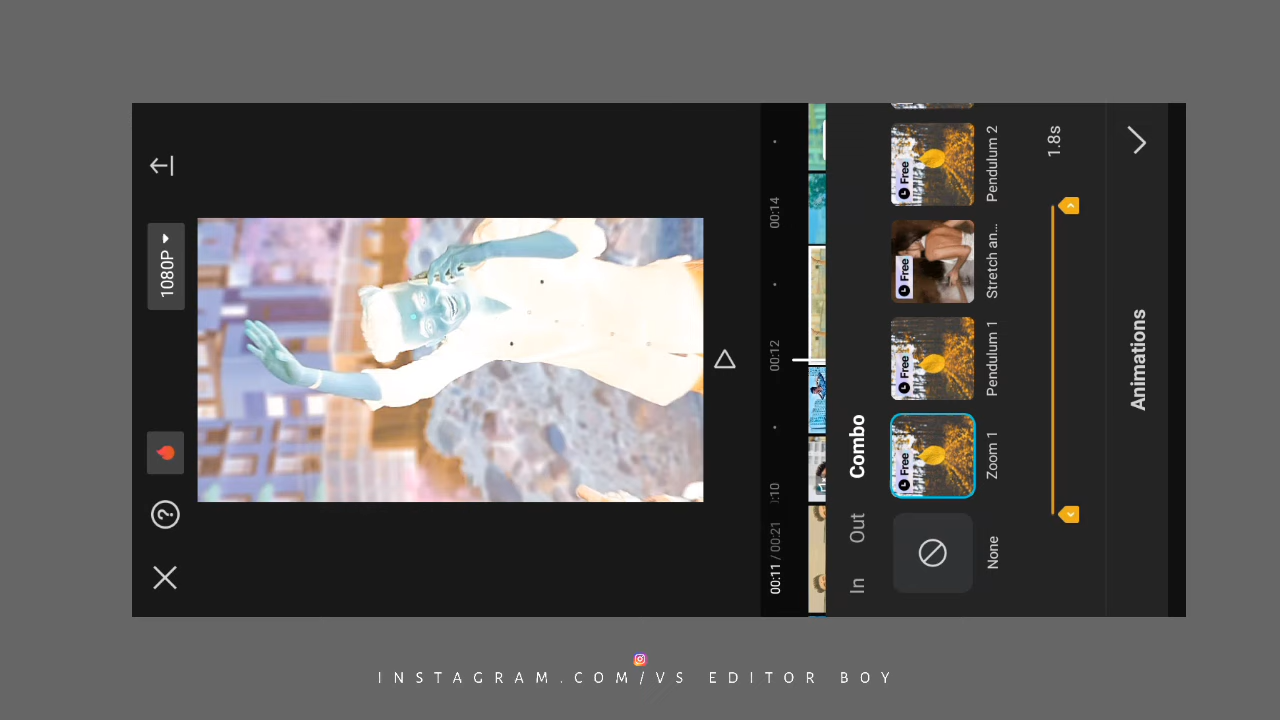 1080P
00:11 / 00:21
00:12
00:14
In
Out
Combo
None
Free
Zoom 1
Free
Pendulum 1
Free
Stretch an...
Free
Pendulum 2
1.8s
Animations
INSTAGRAM.COM/VS EDITOR BOY